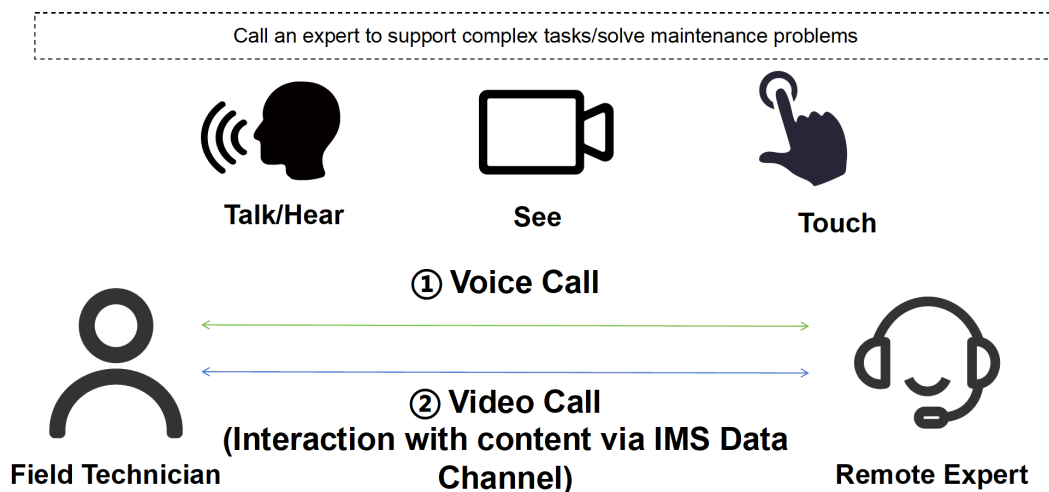 Call an expert to support complex tasks/solve maintenance problems
Talk/Hear
See
Touch
① Voice Call
② Video Call
(Interaction with content via IMS Data
Channel)
Field Technician
Remote Expert